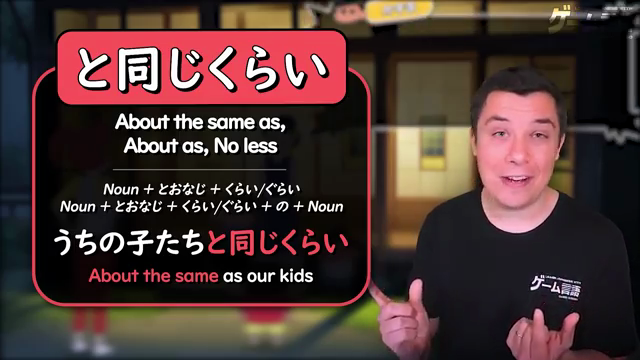 と同じくらい
About the same as,
About as, No less
Noun + とおなじ + くらい/ぐらい
Noun + とおなじ + くらい/ぐらい + の + Noun
うちの子たちと同じくらい
About the same as our kids
ゲーム言語